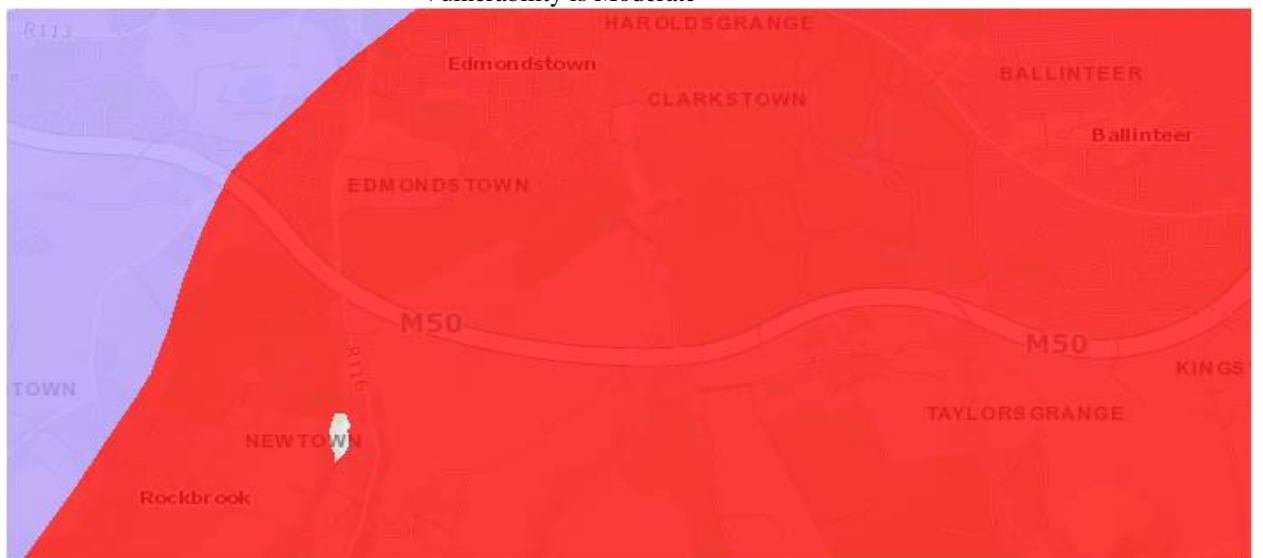 Vulnerability is Moderate
HAROLDSGRANGE
R113
Edmondstown
BALLINTEER
CLARKSTOWN
Ballinteer
EDMONDSTOWN
M50
M50
R116
KINGS
TOWN
TAYLORSGRANGE
NEWTOWN
Rockbrook